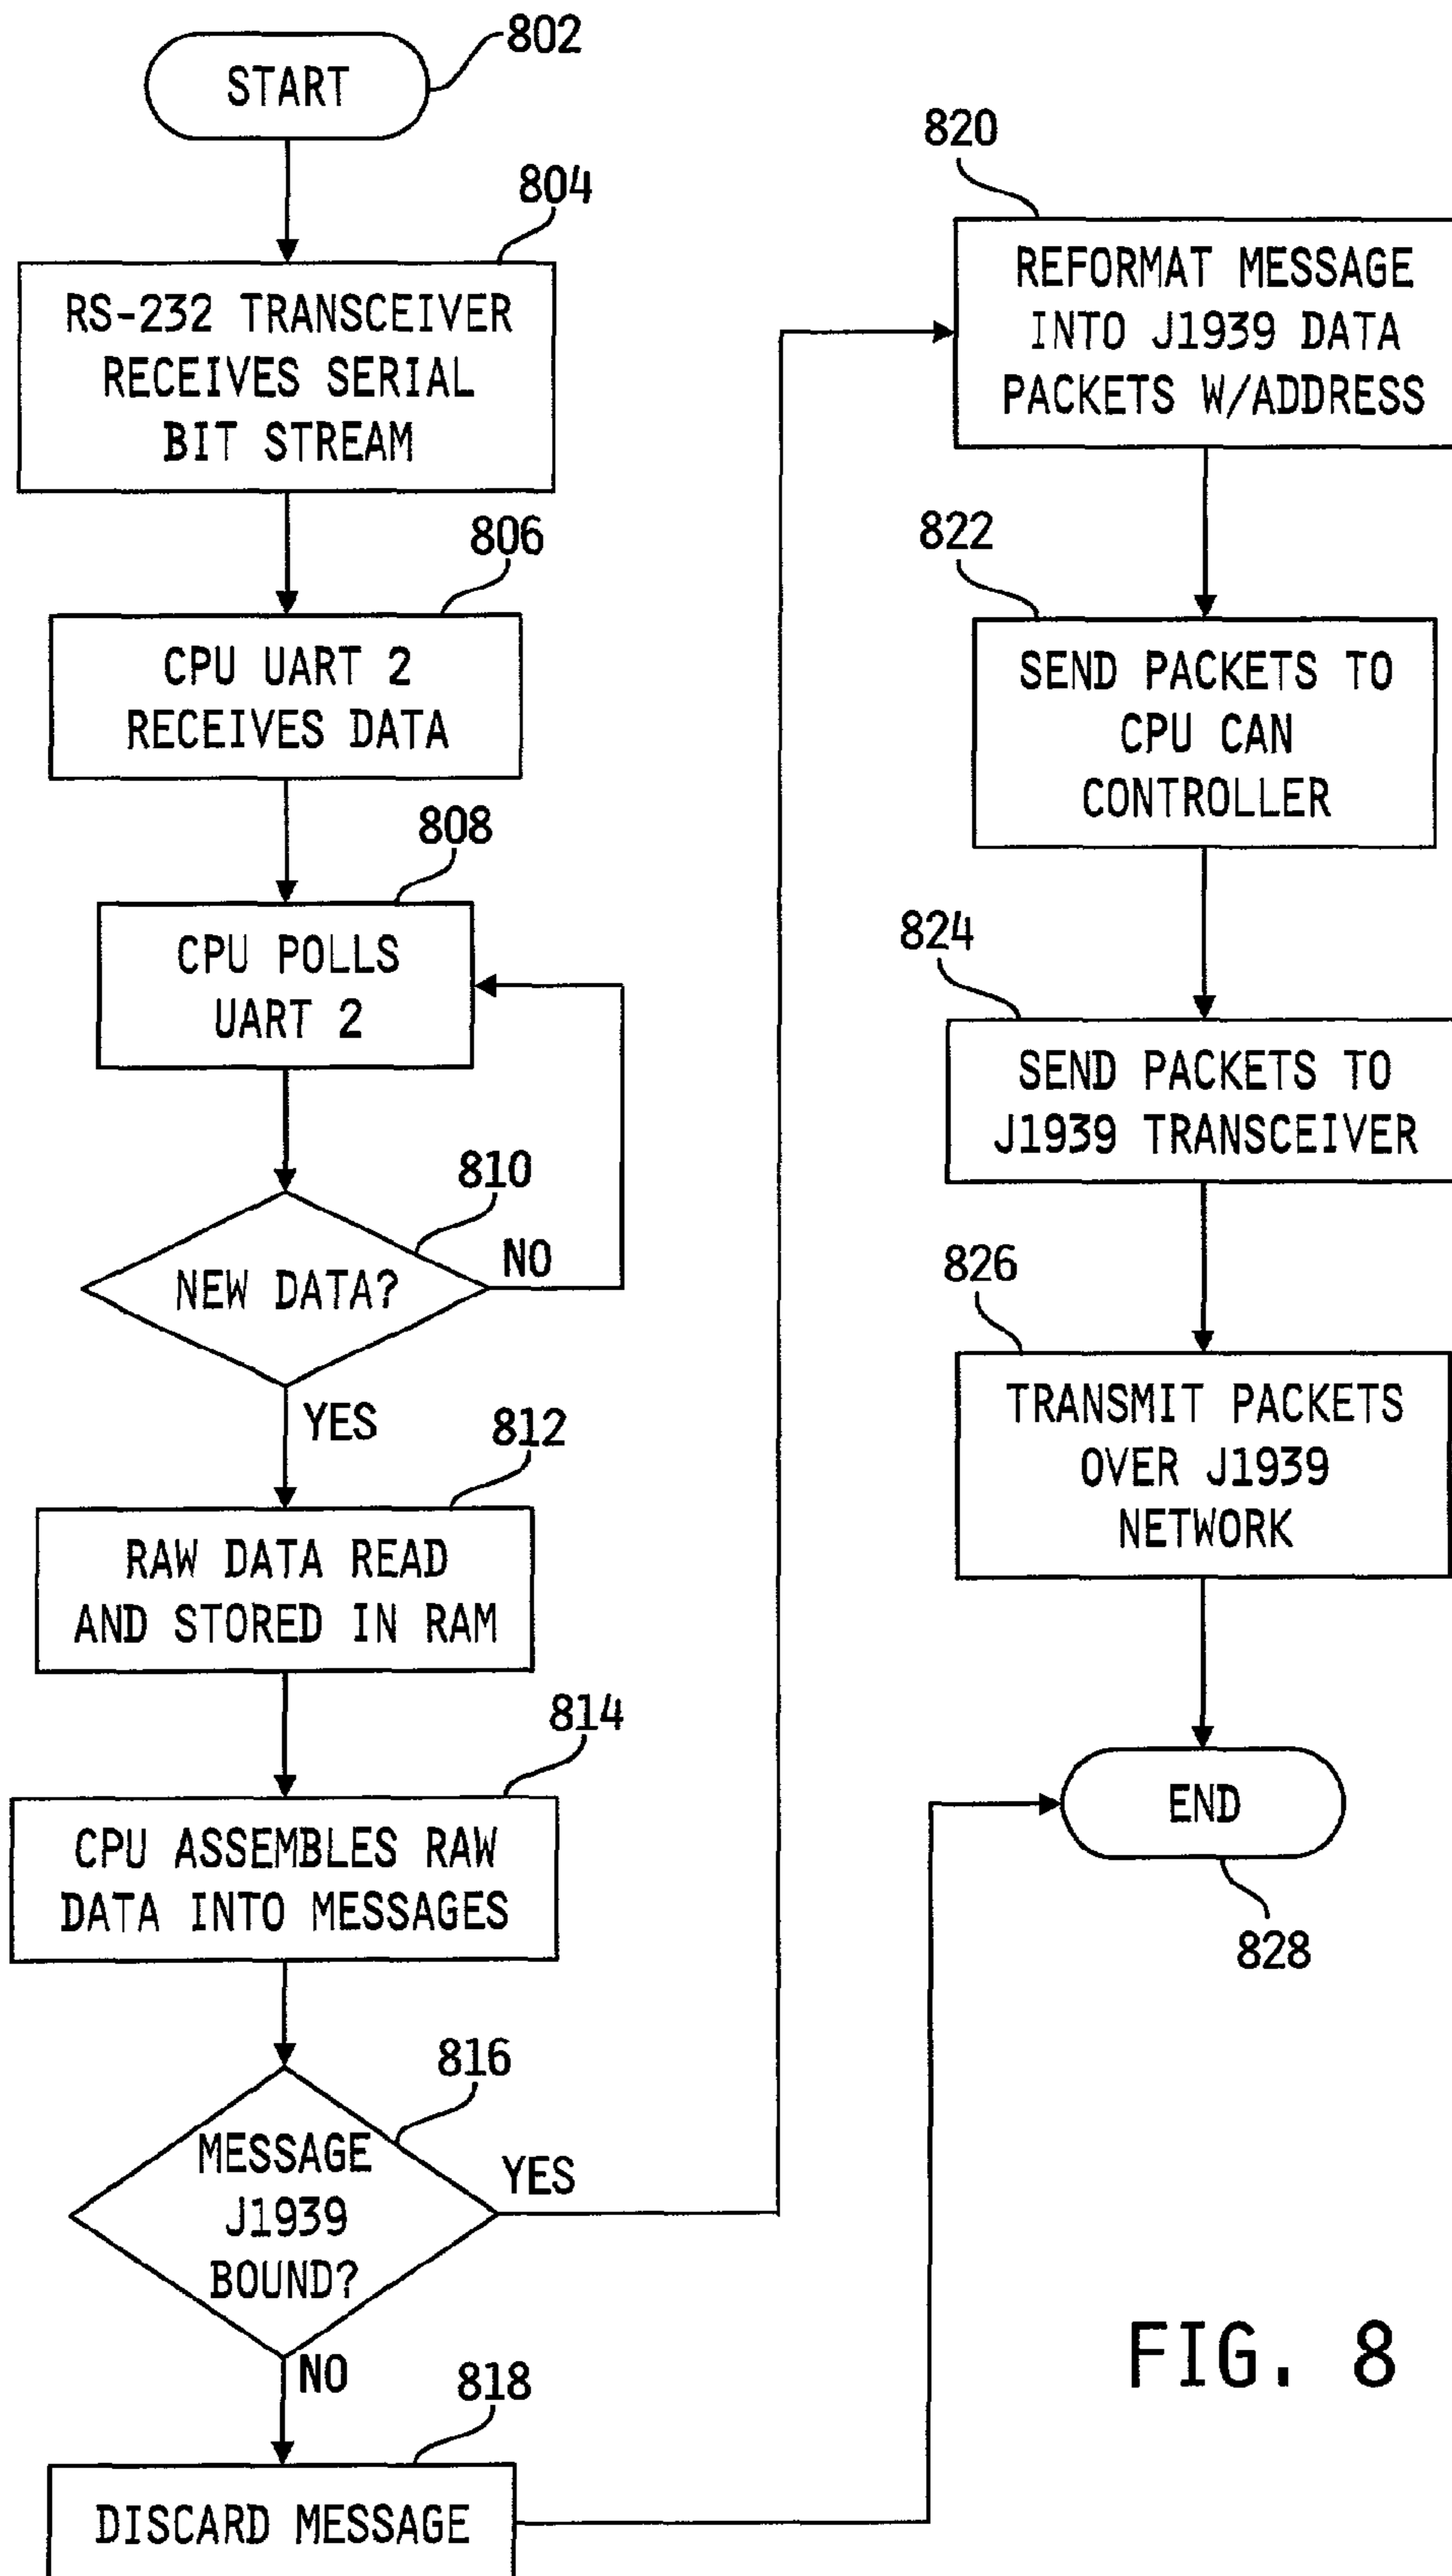 802
START
804
RS-232 TRANSCEIVER
RECEIVES SERIAL
BIT STREAM
806
CPU UART 2
RECEIVES DATA
808
CPU POLLS
UART 2
810
NEW DATA?
NO
YES
812
RAW DATA READ
AND STORED IN RAM
814
CPU ASSEMBLES RAW
DATA INTO MESSAGES
816
MESSAGE
J1939
BOUND?
YES
NO
818
DISCARD MESSAGE
820
REFORMAT MESSAGE
INTO J1939 DATA
PACKETS W/ADDRESS
822
SEND PACKETS TO
CPU CAN
CONTROLLER
824
SEND PACKETS TO
J1939 TRANSCEIVER
826
TRANSMIT PACKETS
OVER J1939
NETWORK
END
828
FIG. 8